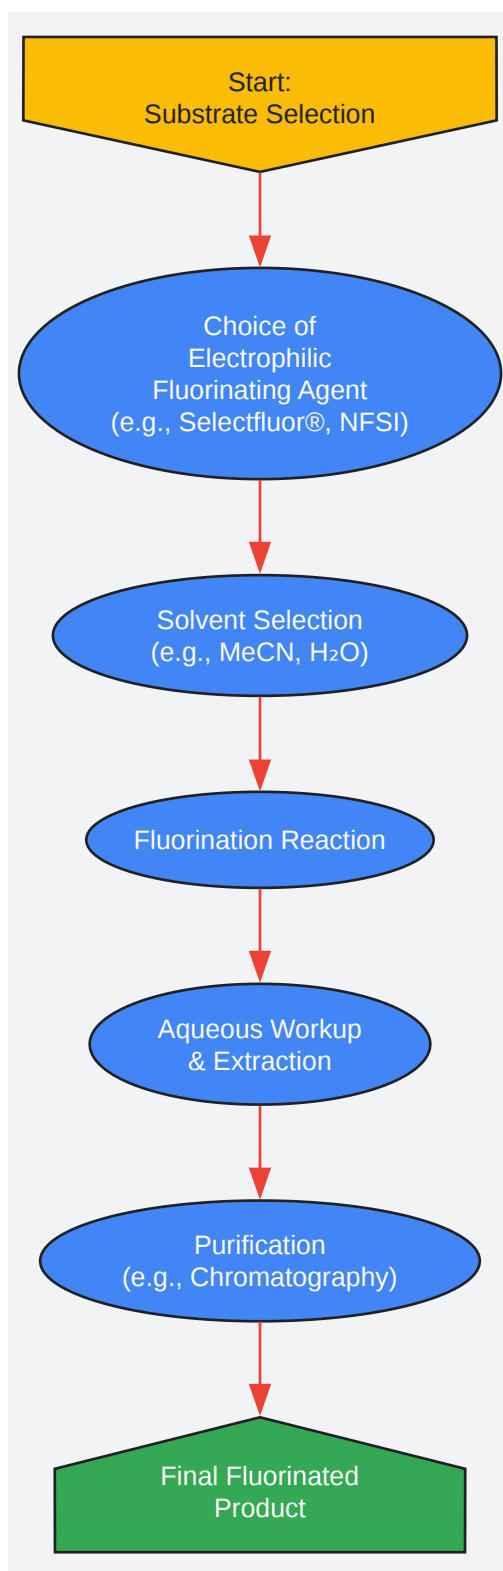 Start:
Substrate Selection
Choice of
Electrophilic
Fluorinating Agent
(e.g., Selectfluor®, NFSI)
Solvent Selection
(e.g., MeCN, H₂O)
Fluorination Reaction
Aqueous Workup
& Extraction
Purification
(e.g., Chromatography)
Final Fluorinated
Product